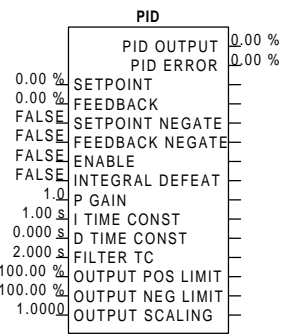 PID
PID OUTPUT 0.00 %
PID ERROR 0.00 %
0.00 % SETPOINT
0.00 % FEEDBACK
FALSE SETPOINT NEGATE
FALSE FEEDBACK NEGATE
FALSE ENABLE
FALSE INTEGRAL DEFEAT
1.0 P GAIN
1.00 s I TIME CONST
0.000 s D TIME CONST
2.000 s FILTER TC
100.00 % OUTPUT POS LIMIT
100.00 % OUTPUT NEG LIMIT
1.0000 OUTPUT SCALING